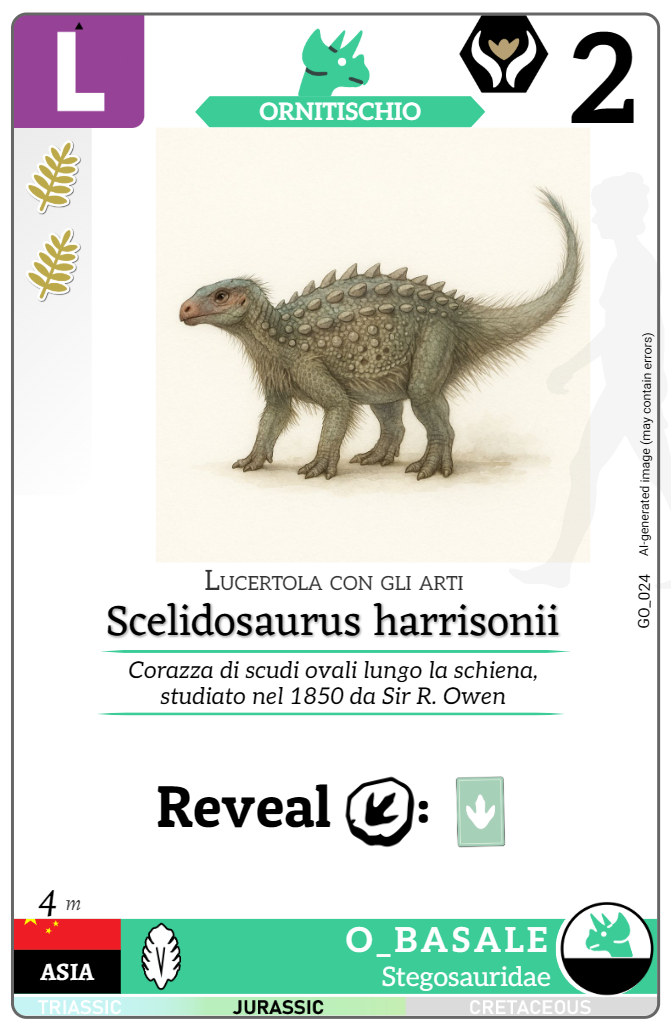 L
2
ORNITISCHIO
AI-generated image (may contain errors)
GO_024
Lucertola con gli arti
Scelidosaurus harrisonii
Corazza di scudi ovali lungo la schiena,
studiato nel 1850 da Sir R. Owen
Reveal :
4 m
ASIA
O_BASALE
Stegosauridae
TRIASSIC
JURASSIC
CRETACEOUS